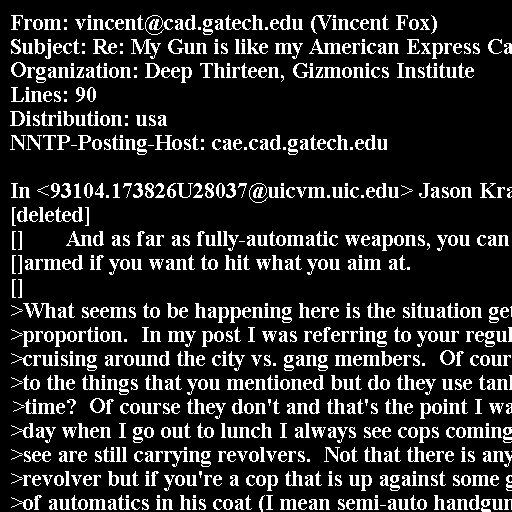 From: vincent@cad.gatech.edu (Vincent Fox)
Subject: Re: My Gun is like my American Express Ca
Organization: Deep Thirteen, Gizmonics Institute
Lines: 90
Distribution: usa
NNTP-Posting-Host: cae.cad.gatech.edu

In <93104.173826U28037@uicvm.uic.edu> Jason Kra
[deleted]
[]       And as far as fully-automatic weapons, you can
[]armed if you want to hit what you aim at.
[]
>What seems to be happening here is the situation get
>proportion.  In my post I was referring to your regul
>cruising around the city vs. gang members.  Of cour
>to the things that you mentioned but do they use tanl
>time?  Of course they don't and that's the point I wa
>day when I go out to lunch I always see cops coming
>see are still carrying revolvers.  Not that there is any
>revolver but if you're a cop that is up against some g
>of automatics in his coat (I mean semi-auto handgun